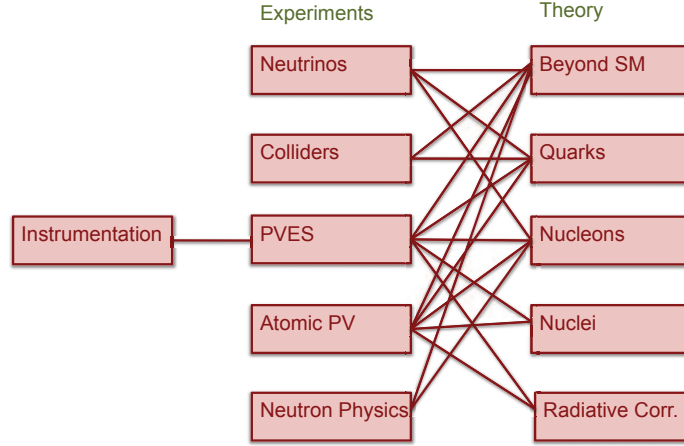 Experiments
Theory
Neutrinos
Beyond SM
Colliders
Quarks
Instrumentation
PVES
Nucleons
Atomic PV
Nuclei
Neutron Physics
Radiative Corr.